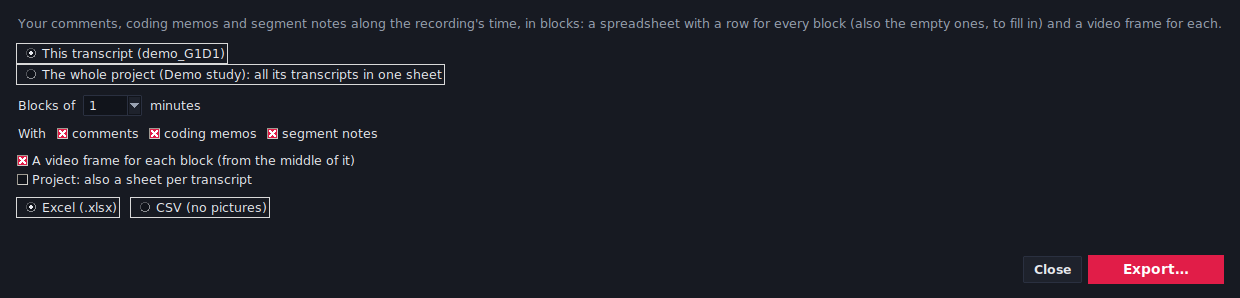 Your comments, coding memos and segment notes along the recording's time, in blocks: a spreadsheet with a row for every block (also the empty ones, to fill in) and a video frame for each.
This transcript (demo_G1D1)
The whole project (Demo study): all its transcripts in one sheet
Blocks of 1 minutes
With comments coding memos segment notes
A video frame for each block (from the middle of it)
Project: also a sheet per transcript
Excel (.xlsx) CSV (no pictures)
Close Export...